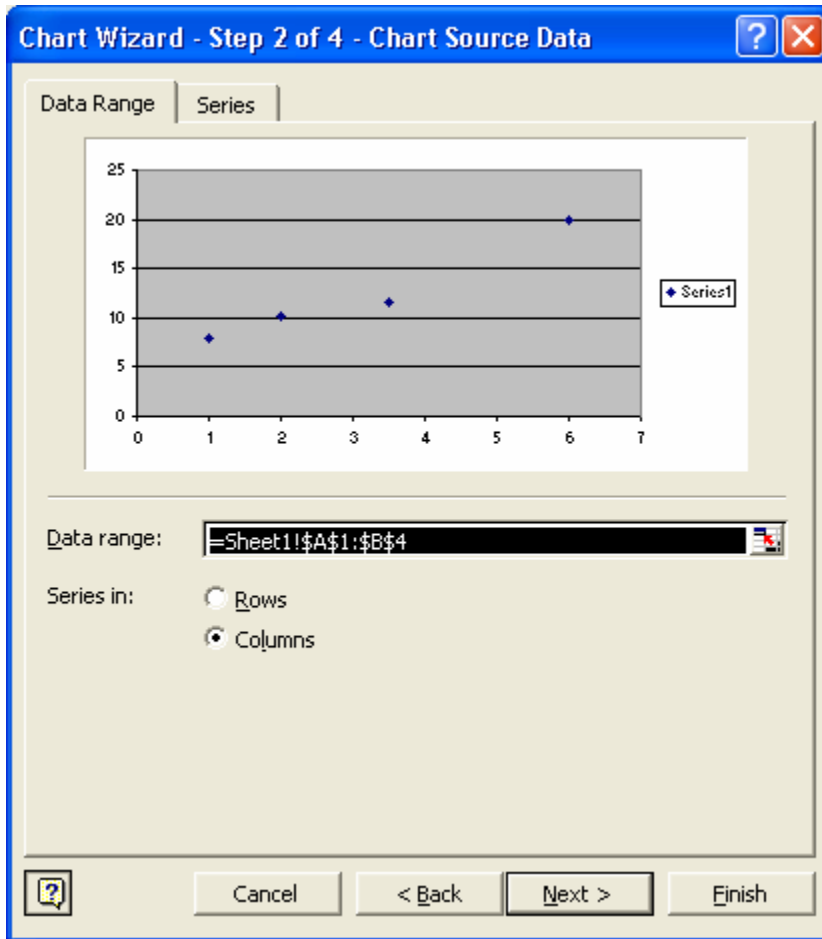 Chart Wizard - Step 2 of 4 - Chart Source Data
Data Range
Series
25
20
15
10
5
0
0 1 2 3 4 5 6 7
Series1
Data range:
=Sheet1!$A$1:$B$4
Series in:
Rows
Columns
Cancel
< Back
Next >
Finish